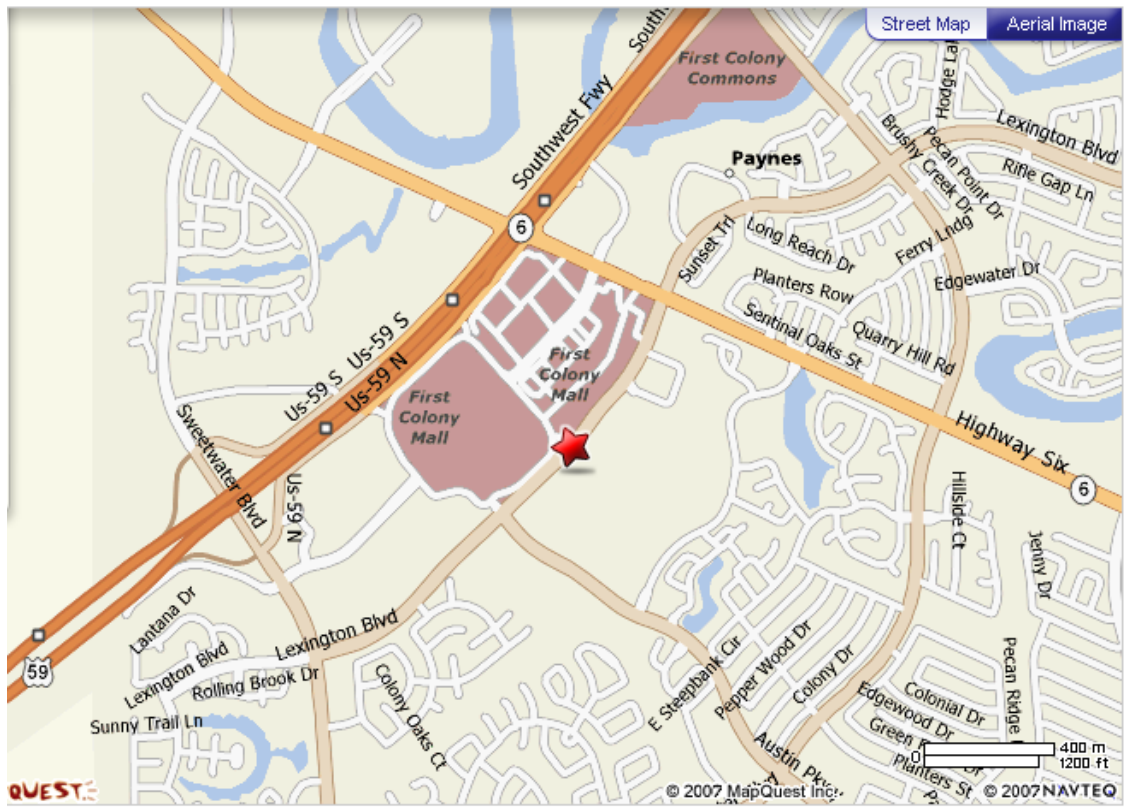 Street Map
Aerial Image
First Colony
Commons
Southwest Fwy
Hodge La
Lexington Blvd
Paynes
Brushy Creek Dr
Pecan Point Dr
Rifle Gap Ln
6
Sunset Trl
Long Reach Dr
Ferry Lndg
Edgewater Dr
Planters Row
Sentinal Oaks St
Quarry Hill Rd
Us-59 S
Us-59 S
Us-59 N
First
Colony
Mall
First
Colony
Mall
Sweetwater Blvd
Highway Six
6
Us-59 N
Hillside Ct
Jenny Dr
Lantana Dr
Lexington Blvd
Lexington Blvd
Rolling Brook Dr
59
Sunny Trail Ln
Colony Oaks Ct
E Steepbank Cir
Pepper Wood Dr
Colony Dr
Pecan Ridge
Colonial Dr
Edgewood Dr
Green
Planters St
Austin Pky
0
400 m
1200 ft
QUEST
© 2007 MapQuest Inc.
© 2007 NAVTEQ